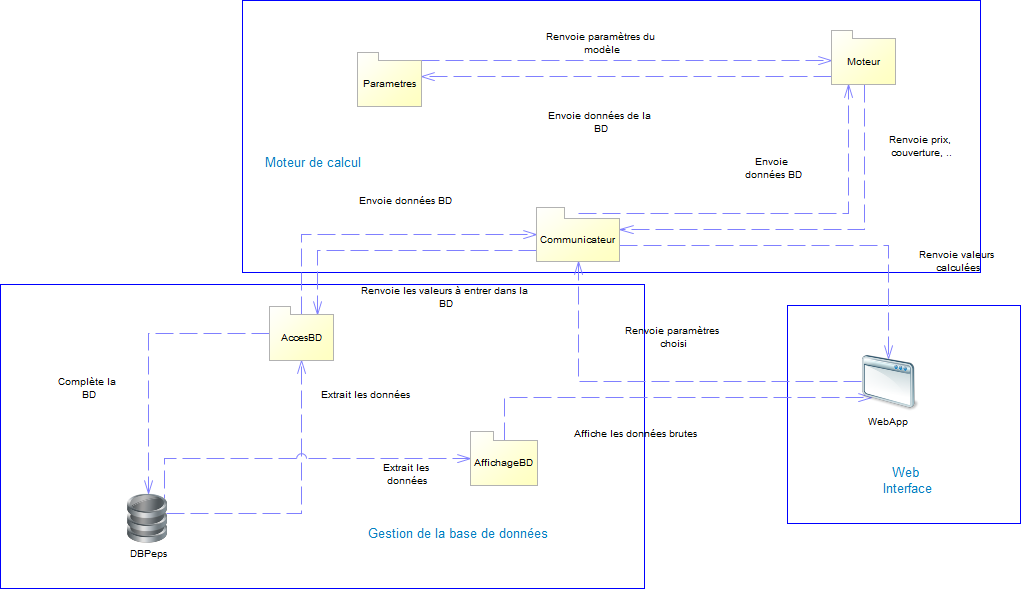 Renvoie paramètres du
modèle
Moteur
Parametres
Envoie données de la
BD
Renvoie prix,
couverture, ..
Moteur de calcul
Envoie
données BD
Envoie données BD
Communicateur
Renvoie valeurs
calculées
Renvoie les valeurs à entrer dans la
BD
AccesBD
Renvoie paramètres
choisi
Complète la
BD
Extrait les données
WebApp
Affiche les données brutes
AffichageBD
Extrait les
données
Web
Interface
Gestion de la base de données
DBPeps